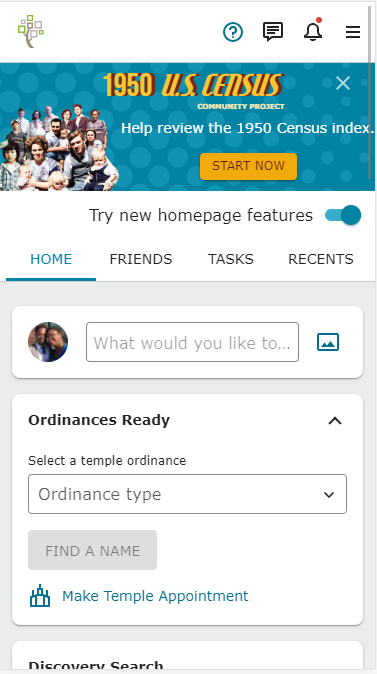 1950 U.S. CENSUS
COMMUNITY PROJECT
Help review the 1950 Census index.
START NOW
Try new homepage features
HOME FRIENDS TASKS RECENTS
What would you like to...
Ordinances Ready
Select a temple ordinance
Ordinance type
FIND A NAME
Make Temple Appointment
Discovery Search